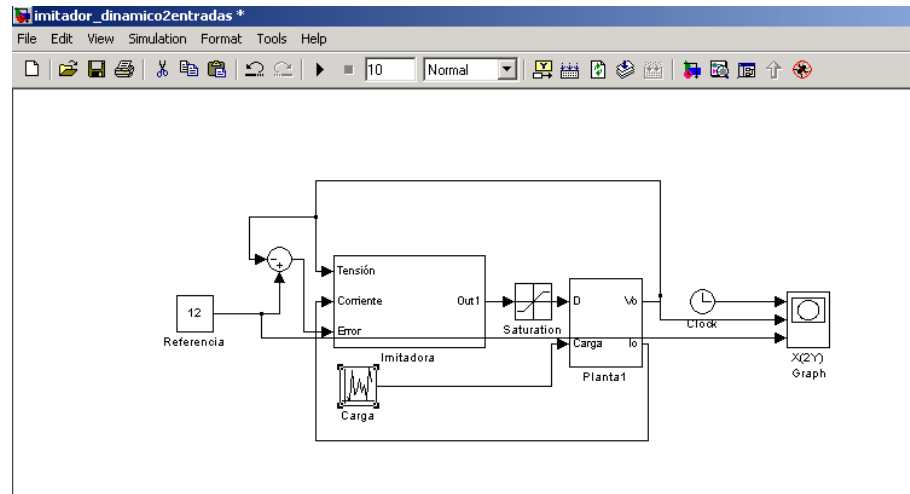 imitador_dinamico2entradas *
File Edit View Simulation Format Tools Help
10 Normal
Tensión
Corriente
Error
Out1
Imitadora
12
Referencia
Saturation
D
Carga
Vo
Io
Planta1
Clock
X(2Y)
Graph
Carga